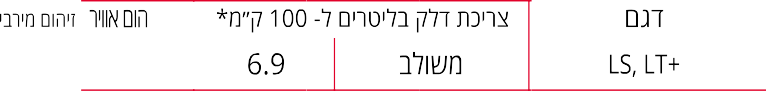 דגם צריכת דלק בליטרים ל- 100 ק״מ* הום אוויר זיהום מירבי
LS, LT+ משולב 6.9